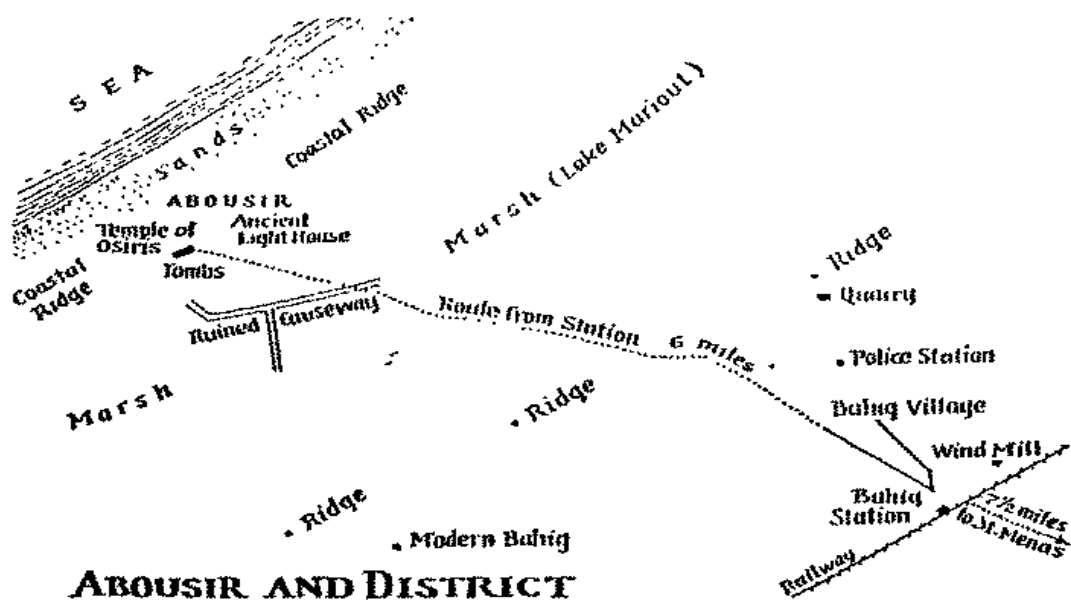 SEA
Sands
Coastal Ridge
Marsh (Lake Mariout)
ABOUSIR
Temple of
Osiris
Ancient
Light House
Tombs
Coastal
Ridge
Ruined Causeway
Ridge
Quarry
Route from Station 6 miles
Police Station
Marsh
Ridge
Bahig Village
Wind Mill
Bahig
Station
7½ miles
to St. Menas
Ridge
Modern Bahig
Railway
ABOUSIR AND DISTRICT